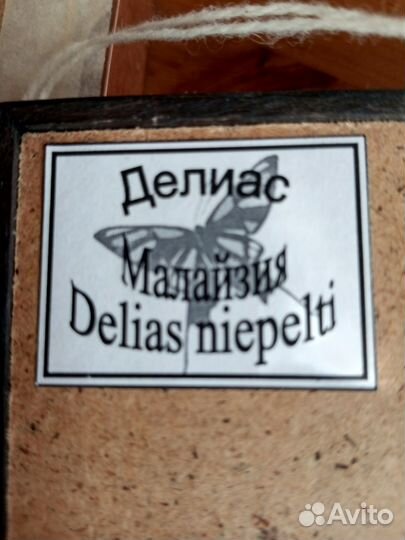 Делиас
Малайзия
Delias niepelti
Avito